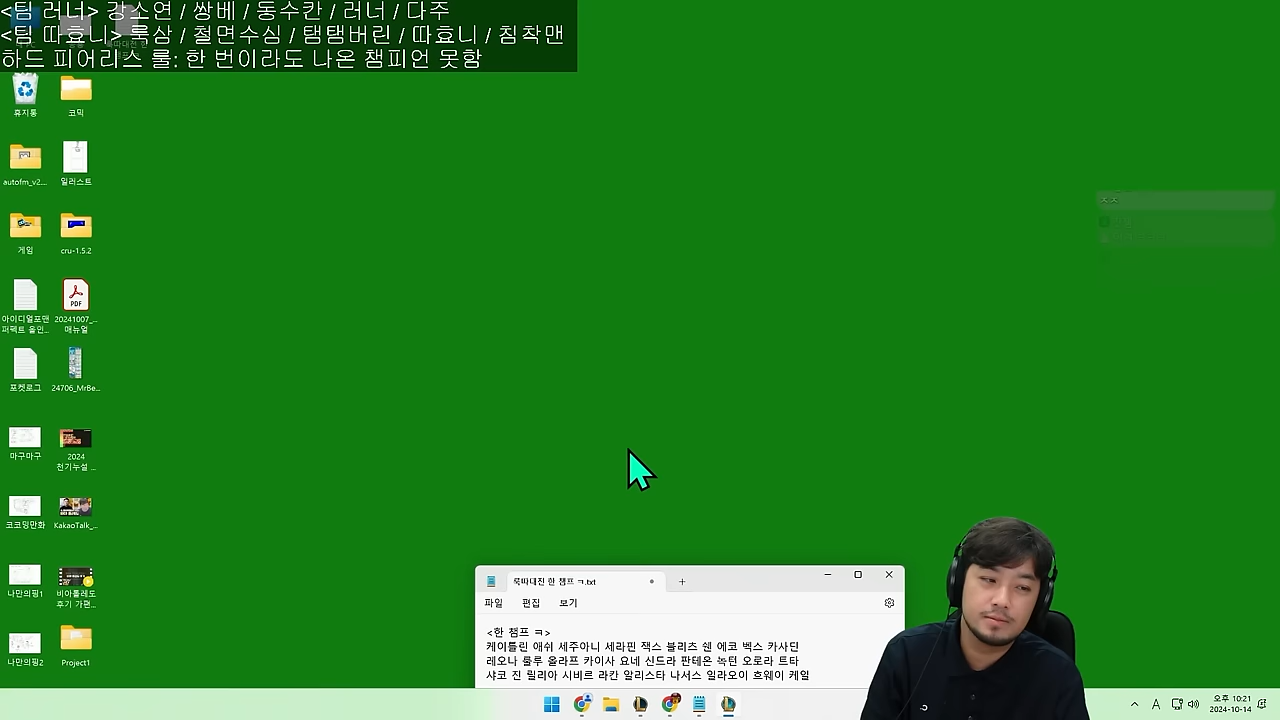 <팀 러너> 강소연 / 쌍베 / 동수칸 / 러너 / 다주
<팀 따효니> 루삼 / 철면수심 / 탬탬버린 / 따효니 / 침착맨
하드 피어리스 룰: 한 번이라도 나온 챔피언 못함
휴지통
코믹
autofm_v2...
일러스트
게임
cru-1.5.2
아이디얼포맨 퍼펙트 올인...
20241007_... 매뉴얼
포켓로그
24706_MrBe...
마구마구
2024 천기누설 ...
코코밍만화
KakaoTalk_...
나만의핑1
비아톨레도 후기 가편...
나만의핑2
Project1
룩따대전 한 챔프 ㅋ.txt
파일 편집 보기
<한 챔프 ㅋ>
케이틀린 애쉬 세주아니 세라핀 잭스 블리츠 쉔 에코 벡스 카사딘
레오나 룰루 올라프 카이사 요네 신드라 판테온 녹턴 오로라 트타
샤코 진 릴리아 시비르 라칸 알리스타 나서스 일라오이 흐웨이 케일
A
오후 10:21
2024-10-14